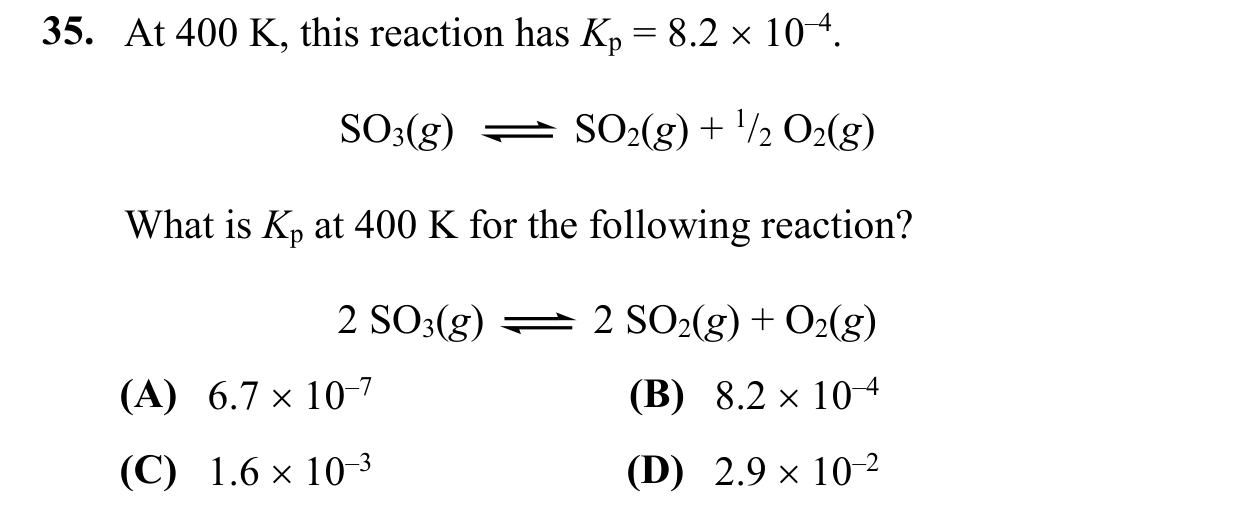 35. At 400 K, this reaction has Kₚ = 8.2 × 10⁻⁴.
SO₃(g) ⇌ SO₂(g) + ¹/₂ O₂(g)
What is Kₚ at 400 K for the following reaction?
2 SO₃(g) ⇌ 2 SO₂(g) + O₂(g)
(A) 6.7 × 10⁻⁷ (B) 8.2 × 10⁻⁴
(C) 1.6 × 10⁻³ (D) 2.9 × 10⁻²